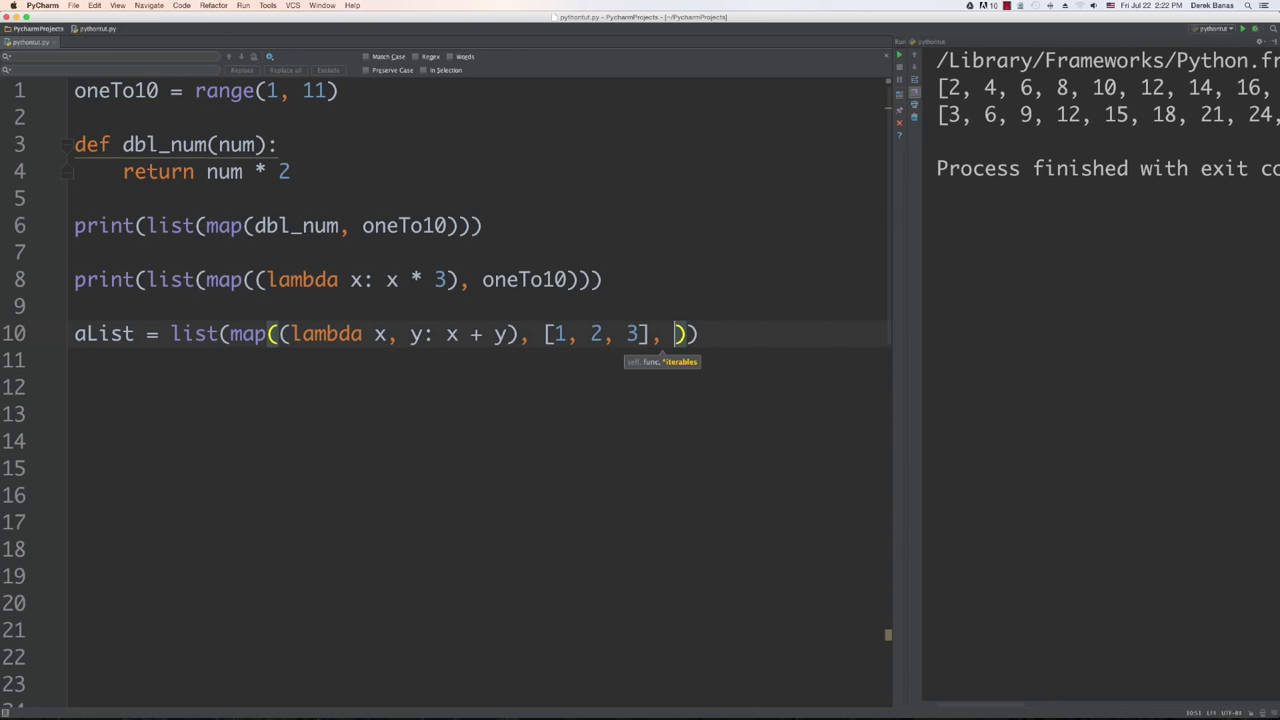 PyCharm File Edit View Navigate Code Refactor Run Tools VCS Window Help
10 Fri Jul 22 2:22 PM Derek Banas
pythontut.py - PycharmProjects - [~/PycharmProjects]
PycharmProjects pythontut.py
pythontut
pythontut.py
Run pythontut
Match Case Regex Words
Replace Replace all Exclude Preserve Case In Selection
1 oneTo10 = range(1, 11)
2
3 def dbl_num(num):
4 return num * 2
5
6 print(list(map(dbl_num, oneTo10)))
7
8 print(list(map((lambda x: x * 3), oneTo10)))
9
10 aList = list(map((lambda x, y: x + y), [1, 2, 3], ))
self, func, *iterables
11
12
13
14
15
16
17
18
19
20
21
22
23
24
/Library/Frameworks/Python.fr
[2, 4, 6, 8, 10, 12, 14, 16,
[3, 6, 9, 12, 15, 18, 21, 24,
Process finished with exit co
10:51 LF‡ UTF-8‡